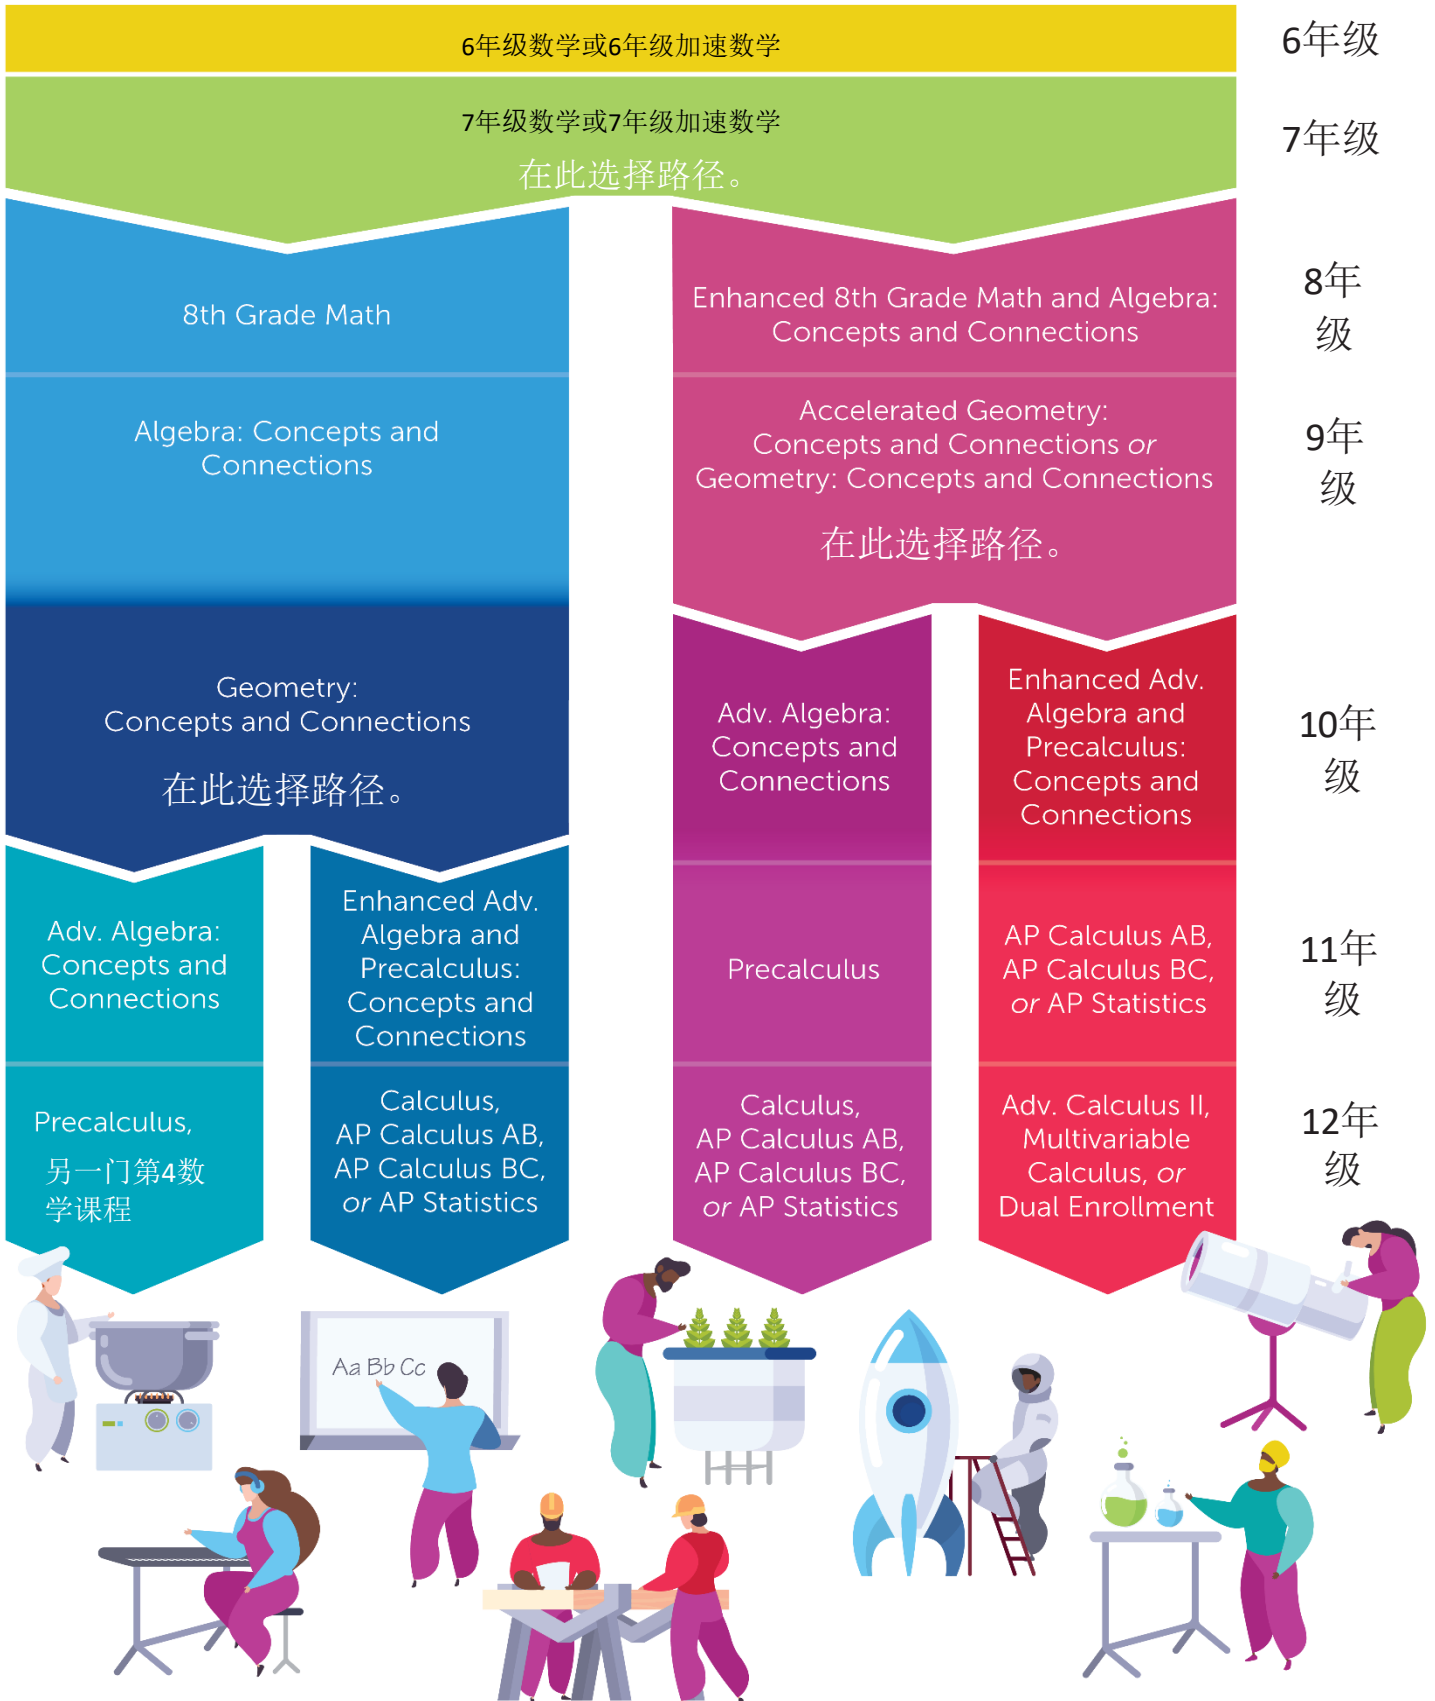 6年级数学或6年级加速数学
6年级
7年级数学或7年级加速数学
在此选择路径。
7年级
8th Grade Math
Enhanced 8th Grade Math and Algebra:
Concepts and Connections
8年
级
Algebra: Concepts and
Connections
Accelerated Geometry:
Concepts and Connections or
Geometry: Concepts and Connections
在此选择路径。
9年
级
Geometry:
Concepts and Connections
在此选择路径。
Adv. Algebra:
Concepts and
Connections
Enhanced Adv.
Algebra and
Precalculus:
Concepts and
Connections
10年
级
Adv. Algebra:
Concepts and
Connections
Enhanced Adv.
Algebra and
Precalculus:
Concepts and
Connections
Precalculus
AP Calculus AB,
AP Calculus BC,
or AP Statistics
11年
级
Precalculus,
另一门第4数
学课程
Calculus,
AP Calculus AB,
AP Calculus BC,
or AP Statistics
Calculus,
AP Calculus AB,
AP Calculus BC,
or AP Statistics
Adv. Calculus II,
Multivariable
Calculus, or
Dual Enrollment
12年
级
Aa Bb Cc